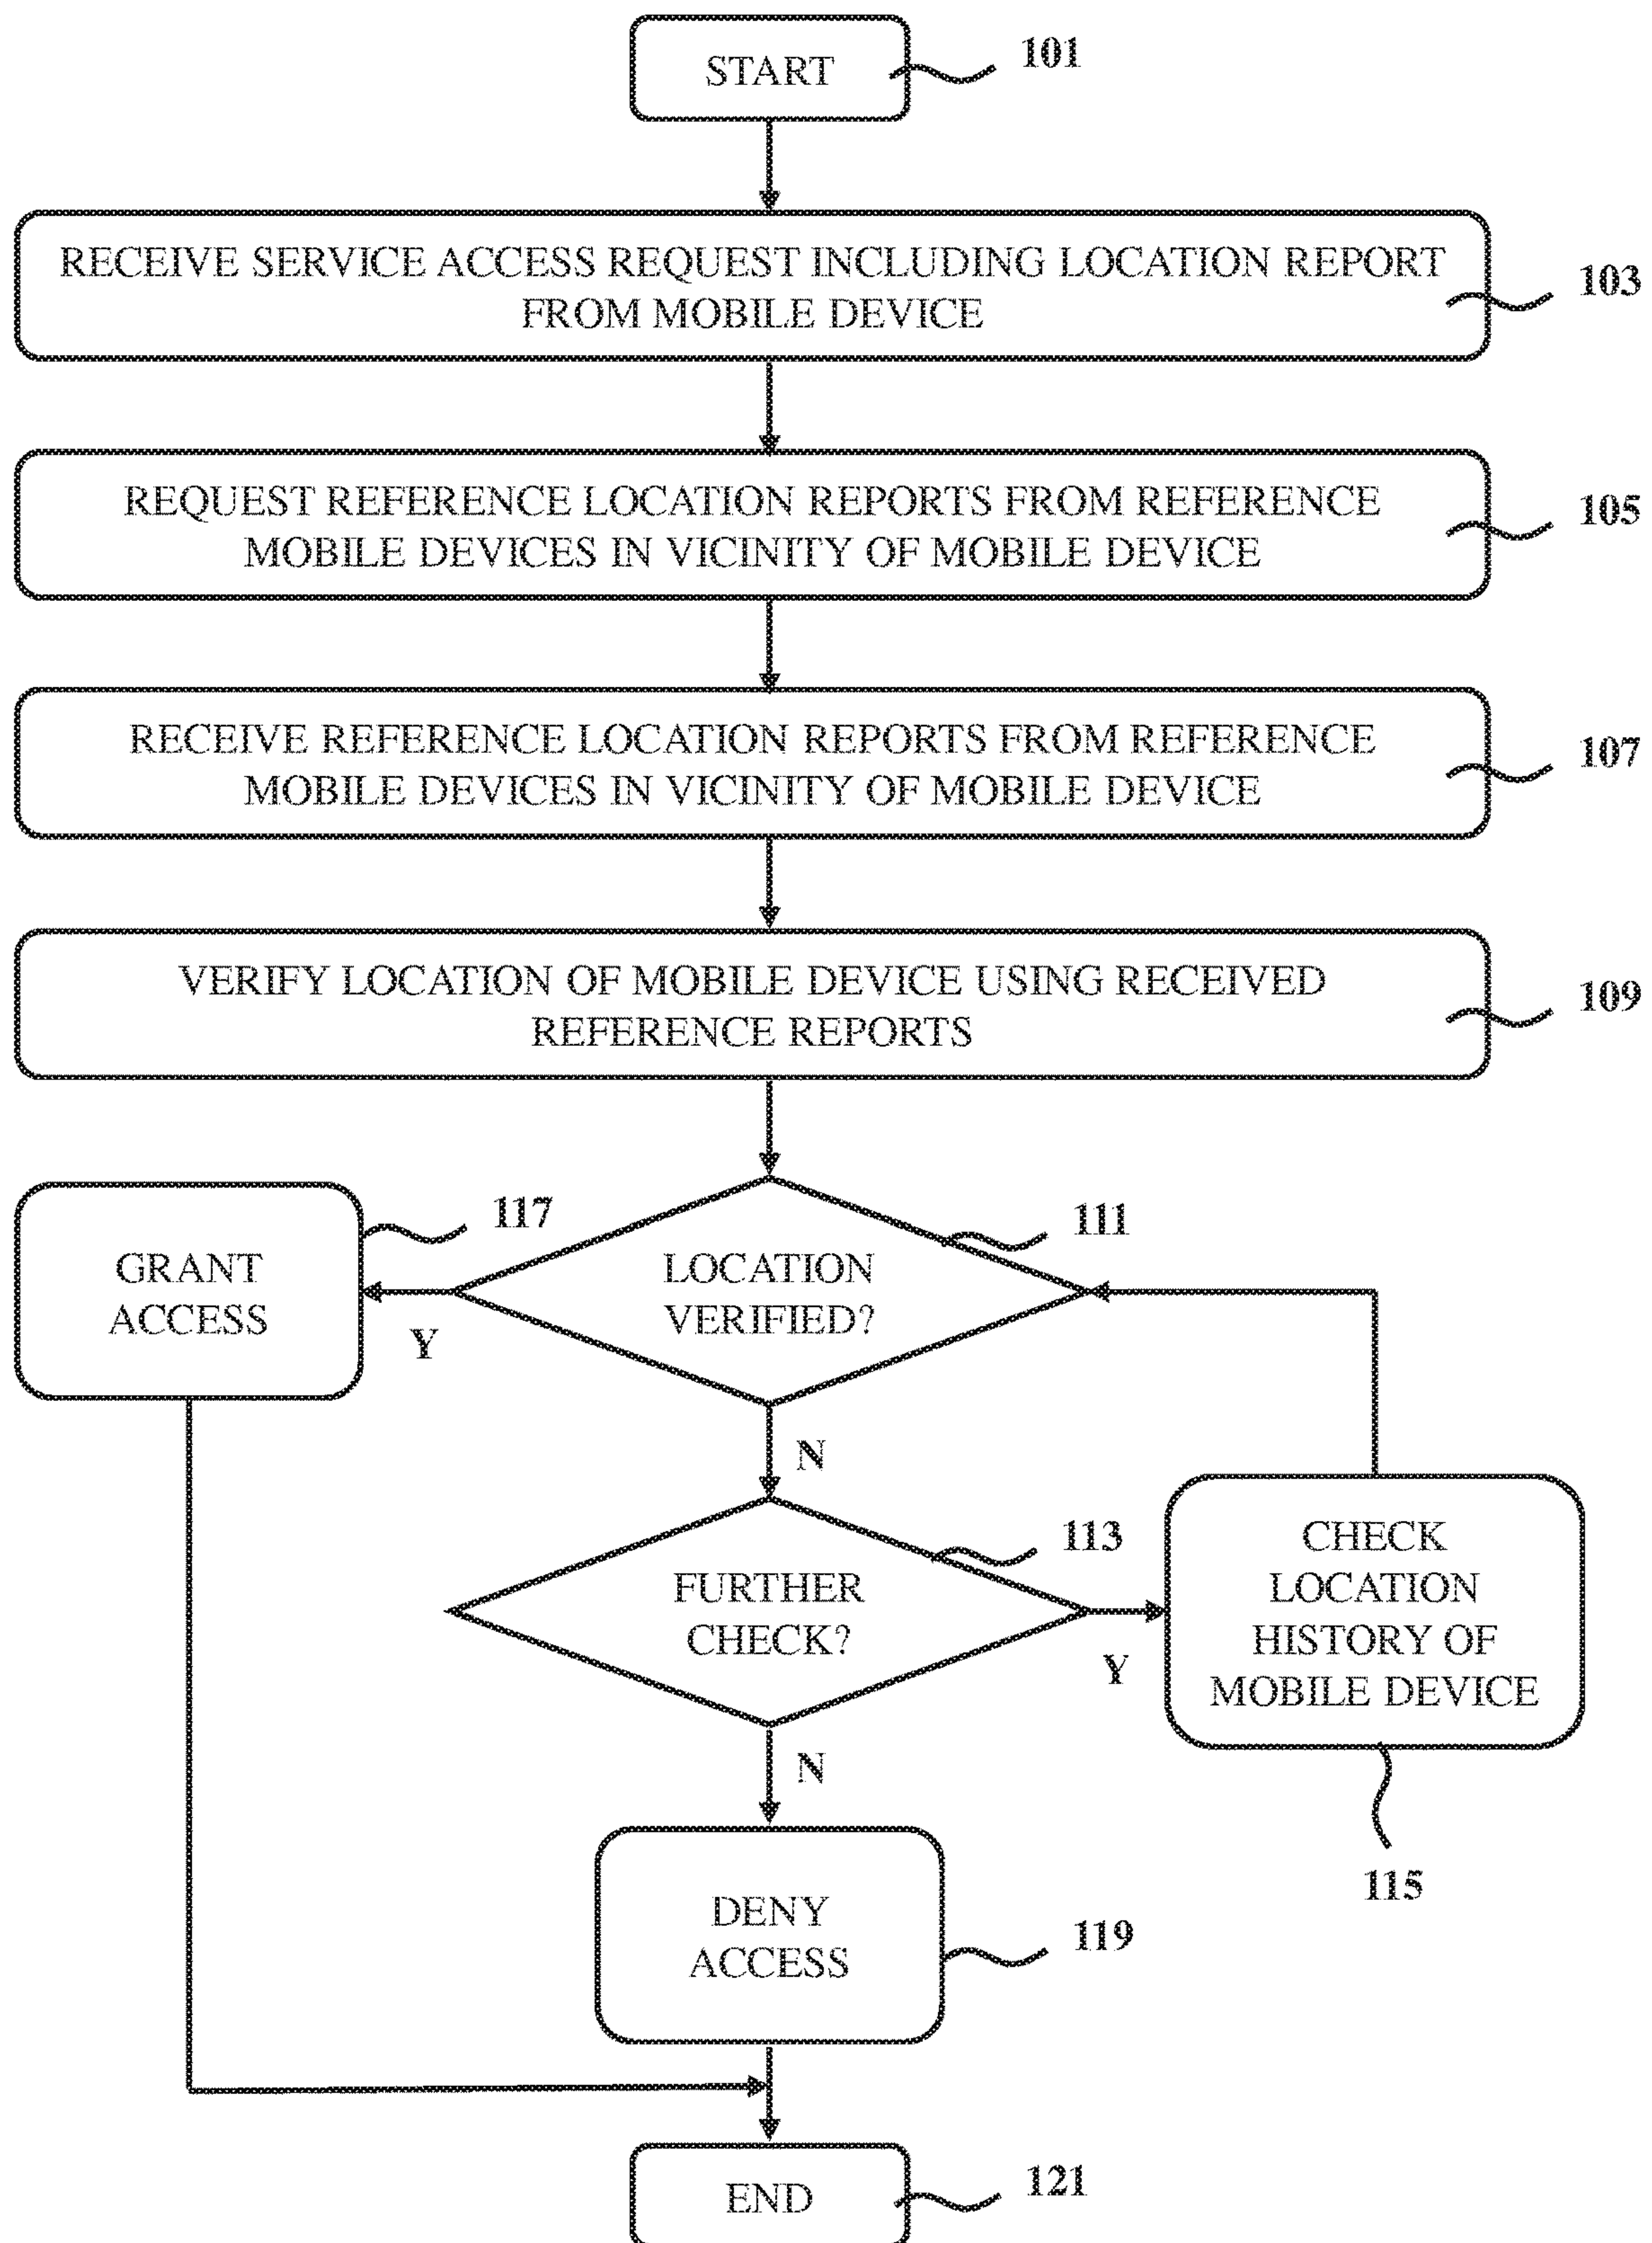 START
101
RECEIVE SERVICE ACCESS REQUEST INCLUDING LOCATION REPORT
FROM MOBILE DEVICE
103
REQUEST REFERENCE LOCATION REPORTS FROM REFERENCE
MOBILE DEVICES IN VICINITY OF MOBILE DEVICE
105
RECEIVE REFERENCE LOCATION REPORTS FROM REFERENCE
MOBILE DEVICES IN VICINITY OF MOBILE DEVICE
107
VERIFY LOCATION OF MOBILE DEVICE USING RECEIVED
REFERENCE REPORTS
109
GRANT
ACCESS
117
Y
LOCATION
VERIFIED?
111
N
FURTHER
CHECK?
113
Y
CHECK
LOCATION
HISTORY OF
MOBILE DEVICE
115
N
DENY
ACCESS
119
END
121